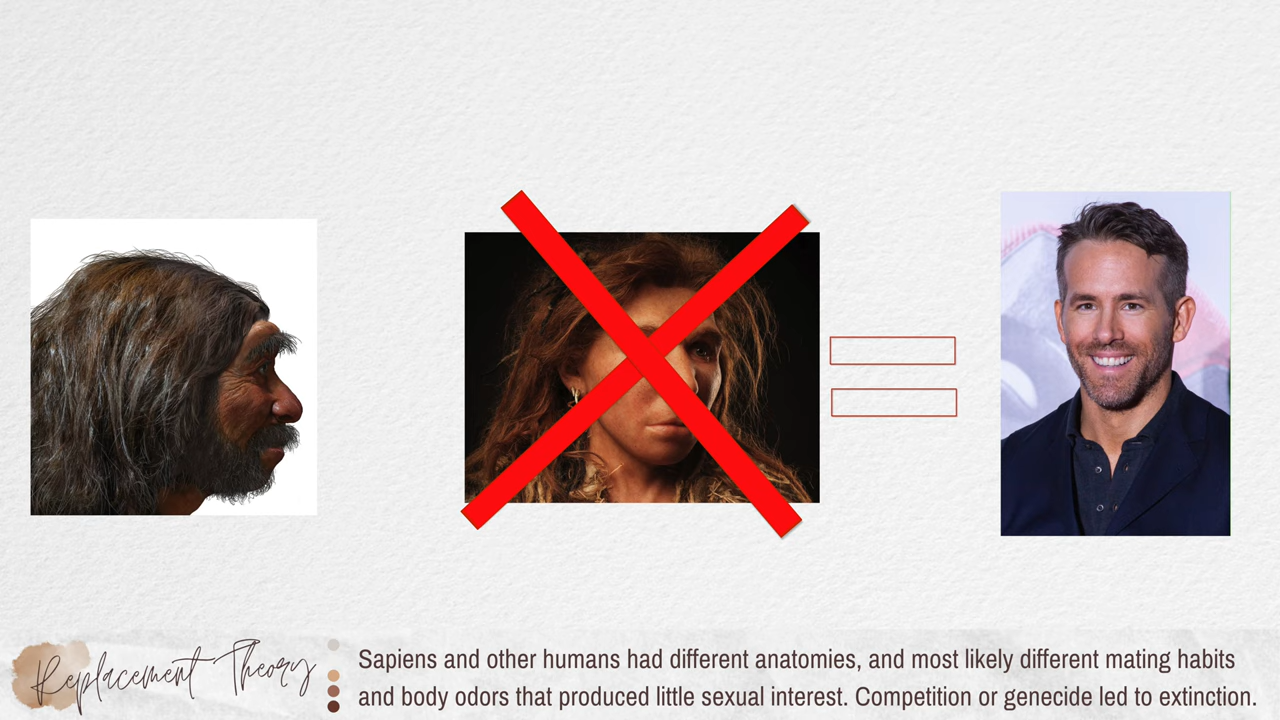 Replacement Theory
Sapiens and other humans had different anatomies, and most likely different mating habits
and body odors that produced little sexual interest. Competition or genecide led to extinction.